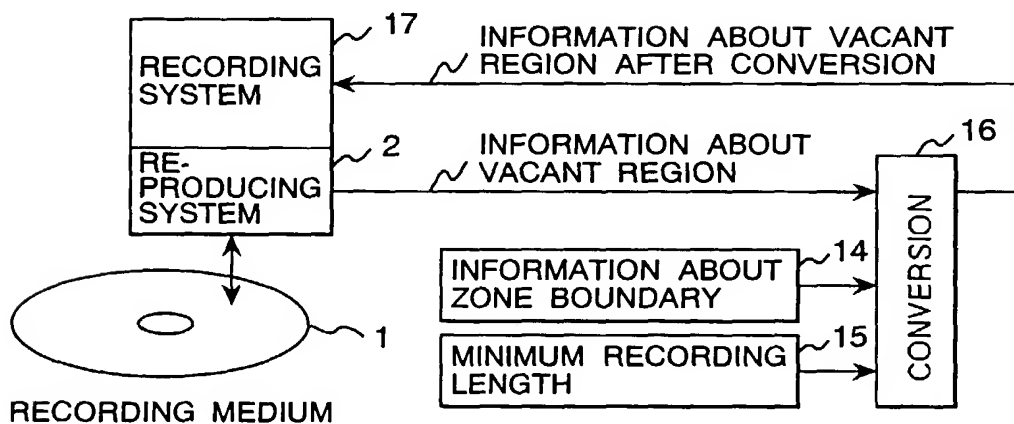 17
RECORDING
SYSTEM
INFORMATION ABOUT VACANT
REGION AFTER CONVERSION
2
RE-
PRODUCING
SYSTEM
INFORMATION ABOUT
VACANT REGION
16
CONVERSION
INFORMATION ABOUT
ZONE BOUNDARY
14
MINIMUM RECORDING
LENGTH
15
1
RECORDING MEDIUM